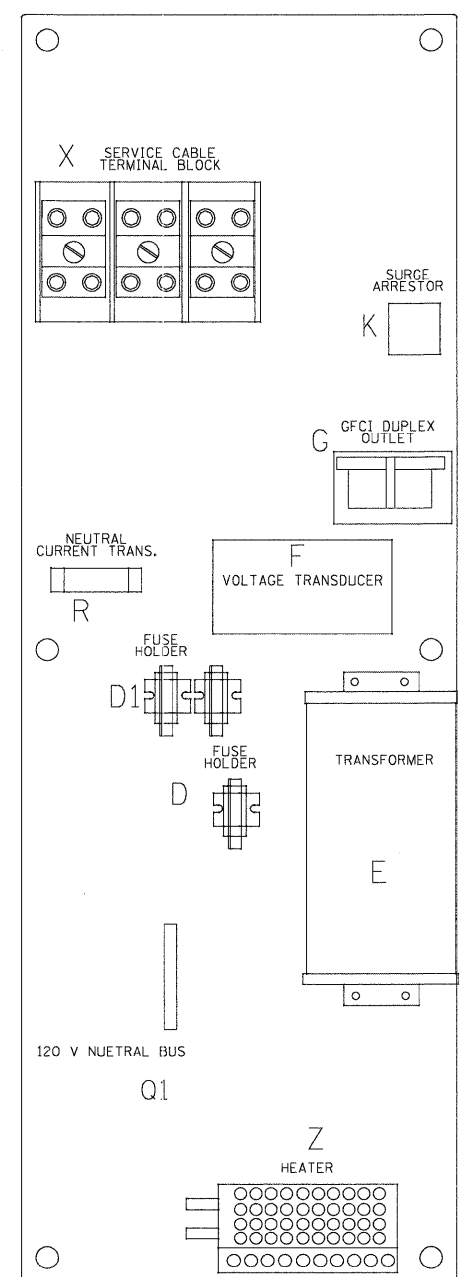 X SERVICE CABLE
TERMINAL BLOCK
SURGE
ARRESTOR
K
G GFCI DUPLEX
OUTLET
NEUTRAL
CURRENT TRANS.
R
F
VOLTAGE TRANSDUCER
FUSE
HOLDER
D1
FUSE
HOLDER
D
TRANSFORMER
E
120 V NUETRAL BUS
Q1
Z
HEATER